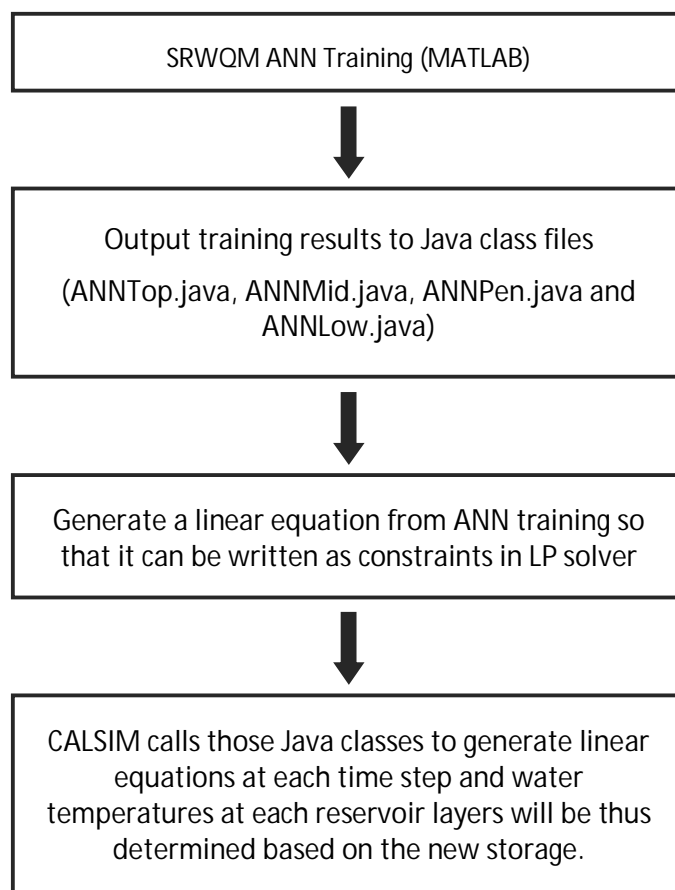 SRWQM ANN Training (MATLAB)
Output training results to Java class files
(ANNTop.java, ANNMid.java, ANNPen.java and
ANNLow.java)
Generate a linear equation from ANN training so
that it can be written as constraints in LP solver
CALSIM calls those Java classes to generate linear
equations at each time step and water
temperatures at each reservoir layers will be thus
determined based on the new storage.